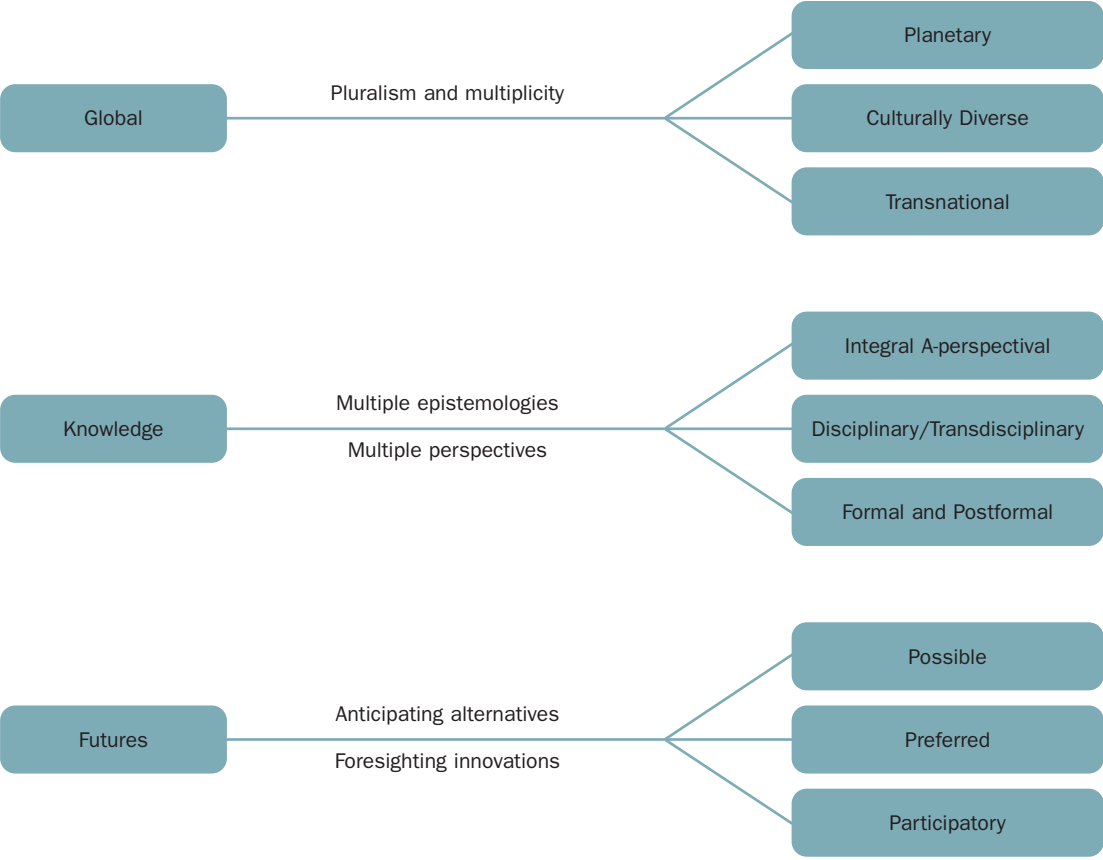 Global
Pluralism and multiplicity
Planetary
Culturally Diverse
Transnational
Knowledge
Multiple epistemologies
Multiple perspectives
Integral A-perspectival
Disciplinary/Transdisciplinary
Formal and Postformal
Futures
Anticipating alternatives
Foresighting innovations
Possible
Preferred
Participatory